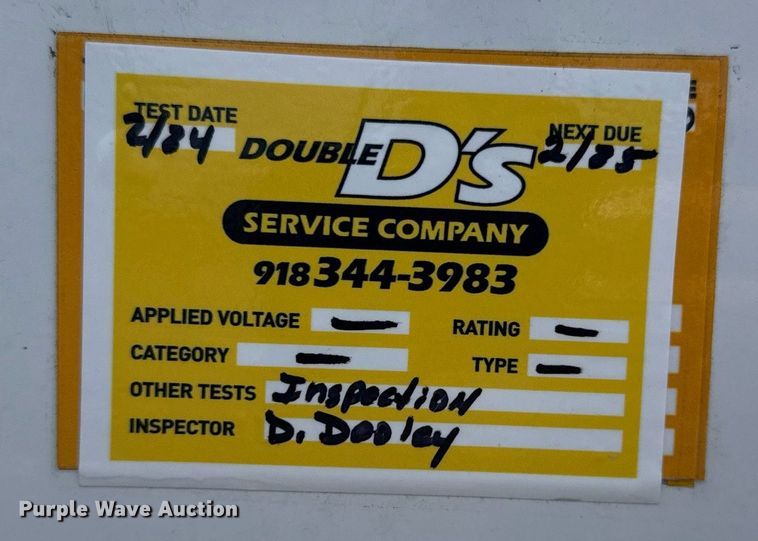 TEST DATE
2/24
DOUBLE D's
NEXT DUE
2/25
SERVICE COMPANY
918 344-3983
APPLIED VOLTAGE —
RATING —
CATEGORY —
TYPE —
OTHER TESTS Inspection
INSPECTOR D. Dooley
Purple Wave Auction